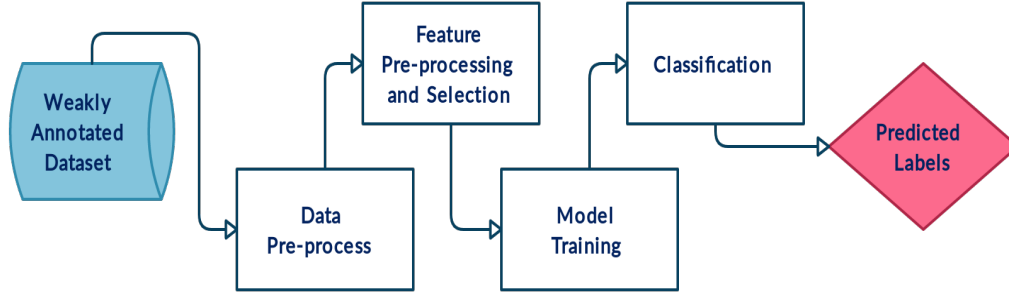 Weakly
Annotated
Dataset
Data
Pre-process
Feature
Pre-processing
and Selection
Model
Training
Classification
Predicted
Labels